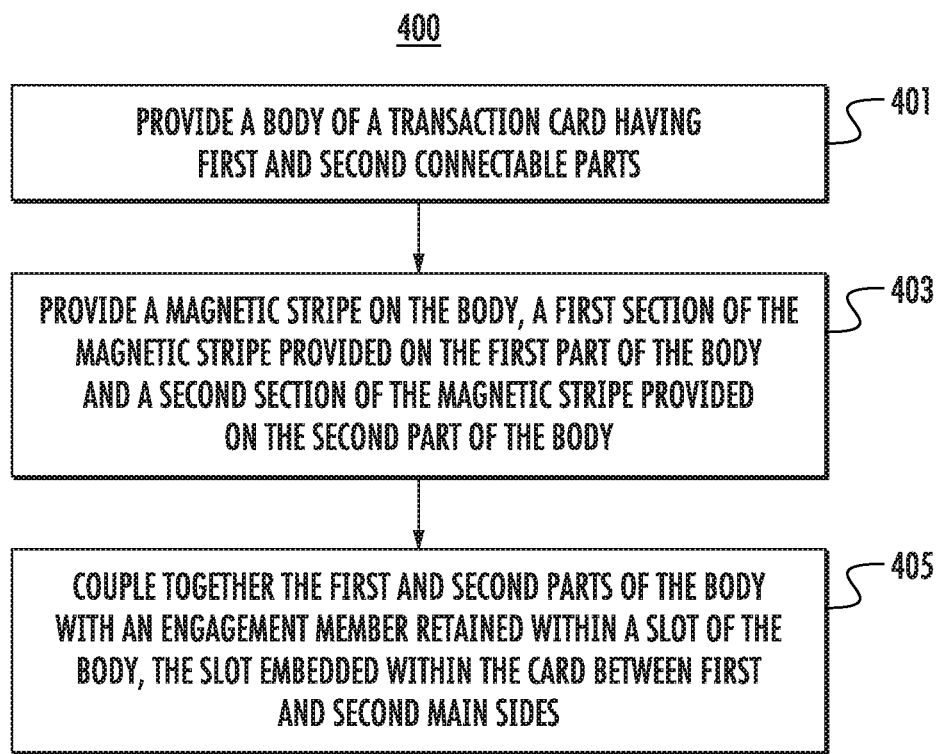 400
PROVIDE A BODY OF A TRANSACTION CARD HAVING
FIRST AND SECOND CONNECTABLE PARTS
401
PROVIDE A MAGNETIC STRIPE ON THE BODY, A FIRST SECTION OF THE
MAGNETIC STRIPE PROVIDED ON THE FIRST PART OF THE BODY
AND A SECOND SECTION OF THE MAGNETIC STRIPE PROVIDED
ON THE SECOND PART OF THE BODY
403
COUPLE TOGETHER THE FIRST AND SECOND PARTS OF THE BODY
WITH AN ENGAGEMENT MEMBER RETAINED WITHIN A SLOT OF THE
BODY, THE SLOT EMBEDDED WITHIN THE CARD BETWEEN FIRST
AND SECOND MAIN SIDES
405